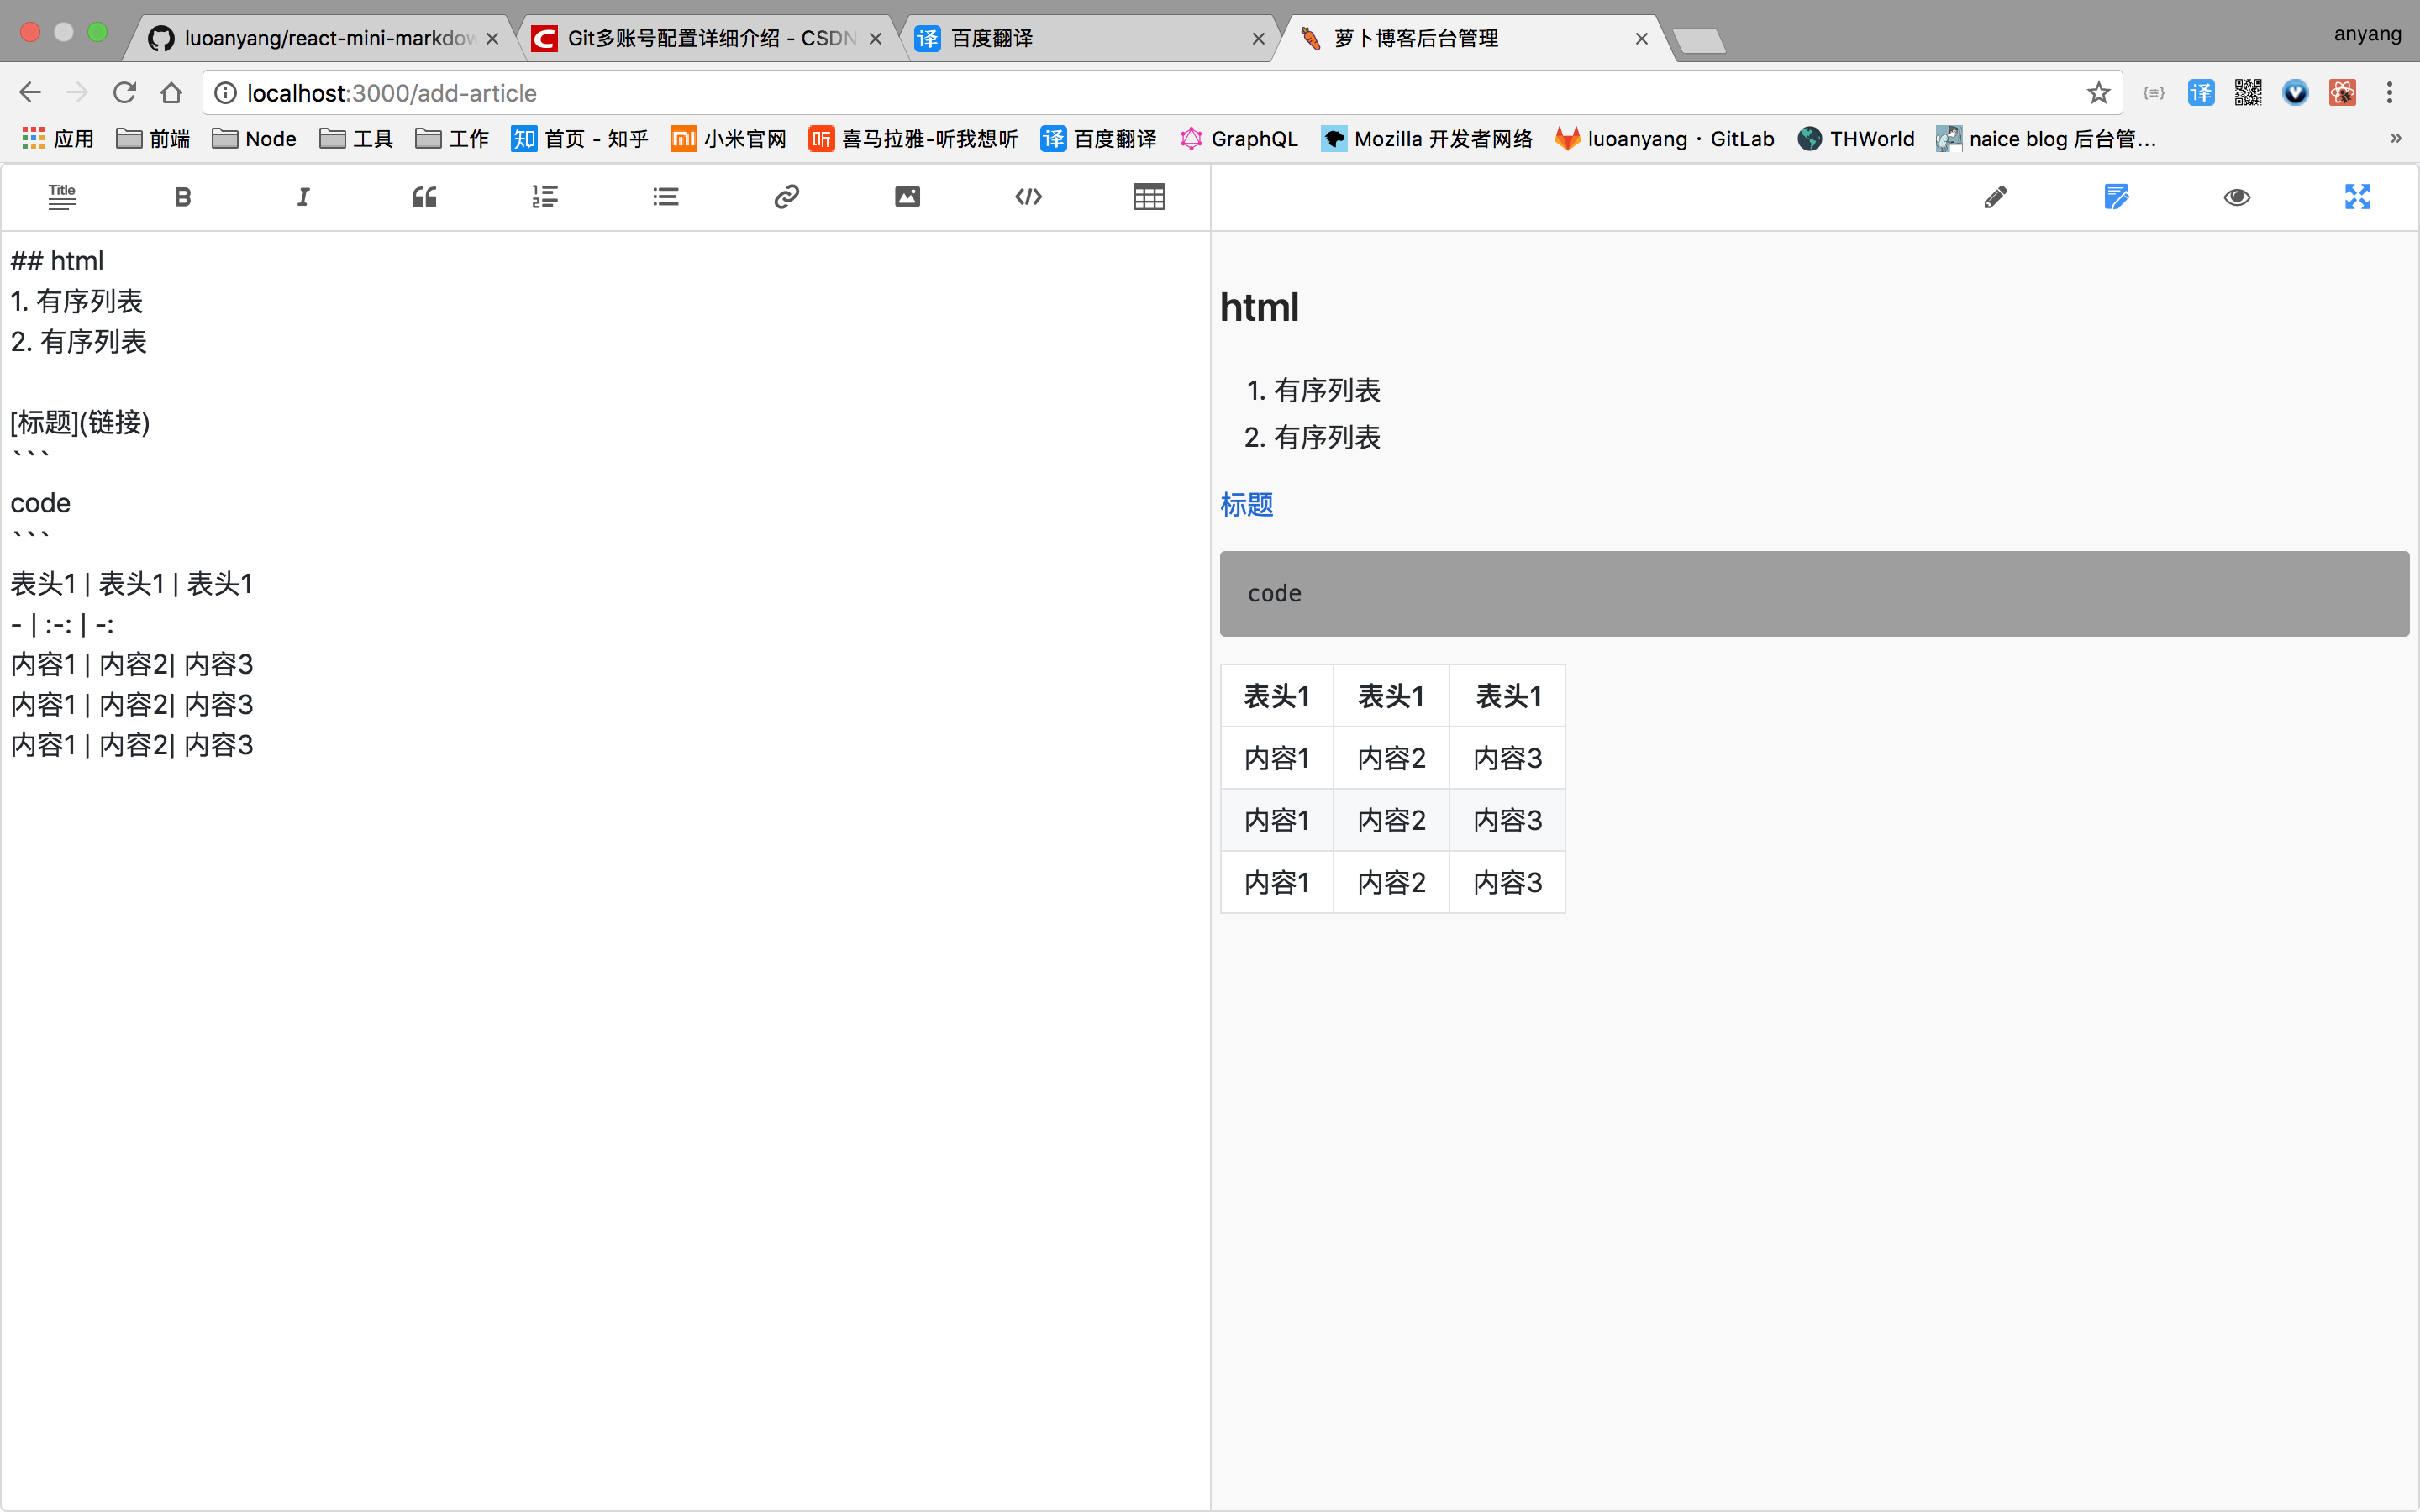 luoanyang/react-mini-markdow
Git多账号配置详细介绍 - CSDN
译 百度翻译
萝卜博客后台管理
anyang
localhost:3000/add-article
译
应用
前端
Node
工具
工作
知 首页 - 知乎
mi 小米官网
听 喜马拉雅-听我想听
译 百度翻译
GraphQL
Mozilla 开发者网络
luoanyang · GitLab
THWorld
naice blog 后台管...
»
Title
B
I
## html
1. 有序列表
2. 有序列表
[标题](链接)
```
code
```
表头1 | 表头1 | 表头1
- | :-: | -:
内容1 | 内容2| 内容3
内容1 | 内容2| 内容3
内容1 | 内容2| 内容3
html
1. 有序列表
2. 有序列表
标题
code
表头1 表头1 表头1
内容1 内容2 内容3
内容1 内容2 内容3
内容1 内容2 内容3